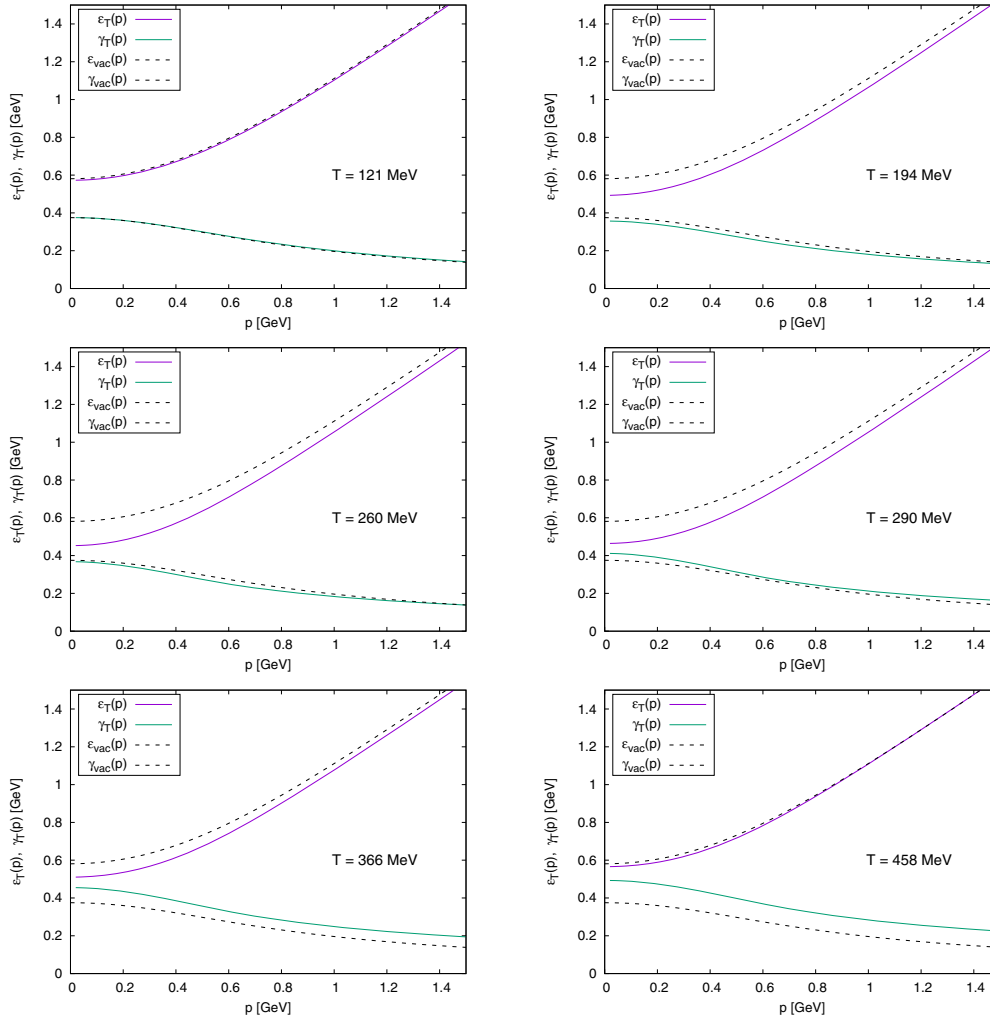 ε_T(p)
γ_T(p)
ε_vac(p)
γ_vac(p)
T = 121 MeV
ε_T(p), γ_T(p) [GeV]
0
0.2
0.4
0.6
0.8
1
1.2
1.4
0 0.2 0.4 0.6 0.8 1 1.2 1.4
p [GeV]
ε_T(p)
γ_T(p)
ε_vac(p)
γ_vac(p)
T = 194 MeV
ε_T(p), γ_T(p) [GeV]
0
0.2
0.4
0.6
0.8
1
1.2
1.4
0 0.2 0.4 0.6 0.8 1 1.2 1.4
p [GeV]
ε_T(p)
γ_T(p)
ε_vac(p)
γ_vac(p)
T = 260 MeV
ε_T(p), γ_T(p) [GeV]
0
0.2
0.4
0.6
0.8
1
1.2
1.4
0 0.2 0.4 0.6 0.8 1 1.2 1.4
p [GeV]
ε_T(p)
γ_T(p)
ε_vac(p)
γ_vac(p)
T = 290 MeV
ε_T(p), γ_T(p) [GeV]
0
0.2
0.4
0.6
0.8
1
1.2
1.4
0 0.2 0.4 0.6 0.8 1 1.2 1.4
p [GeV]
ε_T(p)
γ_T(p)
ε_vac(p)
γ_vac(p)
T = 366 MeV
ε_T(p), γ_T(p) [GeV]
0
0.2
0.4
0.6
0.8
1
1.2
1.4
0 0.2 0.4 0.6 0.8 1 1.2 1.4
p [GeV]
ε_T(p)
γ_T(p)
ε_vac(p)
γ_vac(p)
T = 458 MeV
ε_T(p), γ_T(p) [GeV]
0
0.2
0.4
0.6
0.8
1
1.2
1.4
0 0.2 0.4 0.6 0.8 1 1.2 1.4
p [GeV]